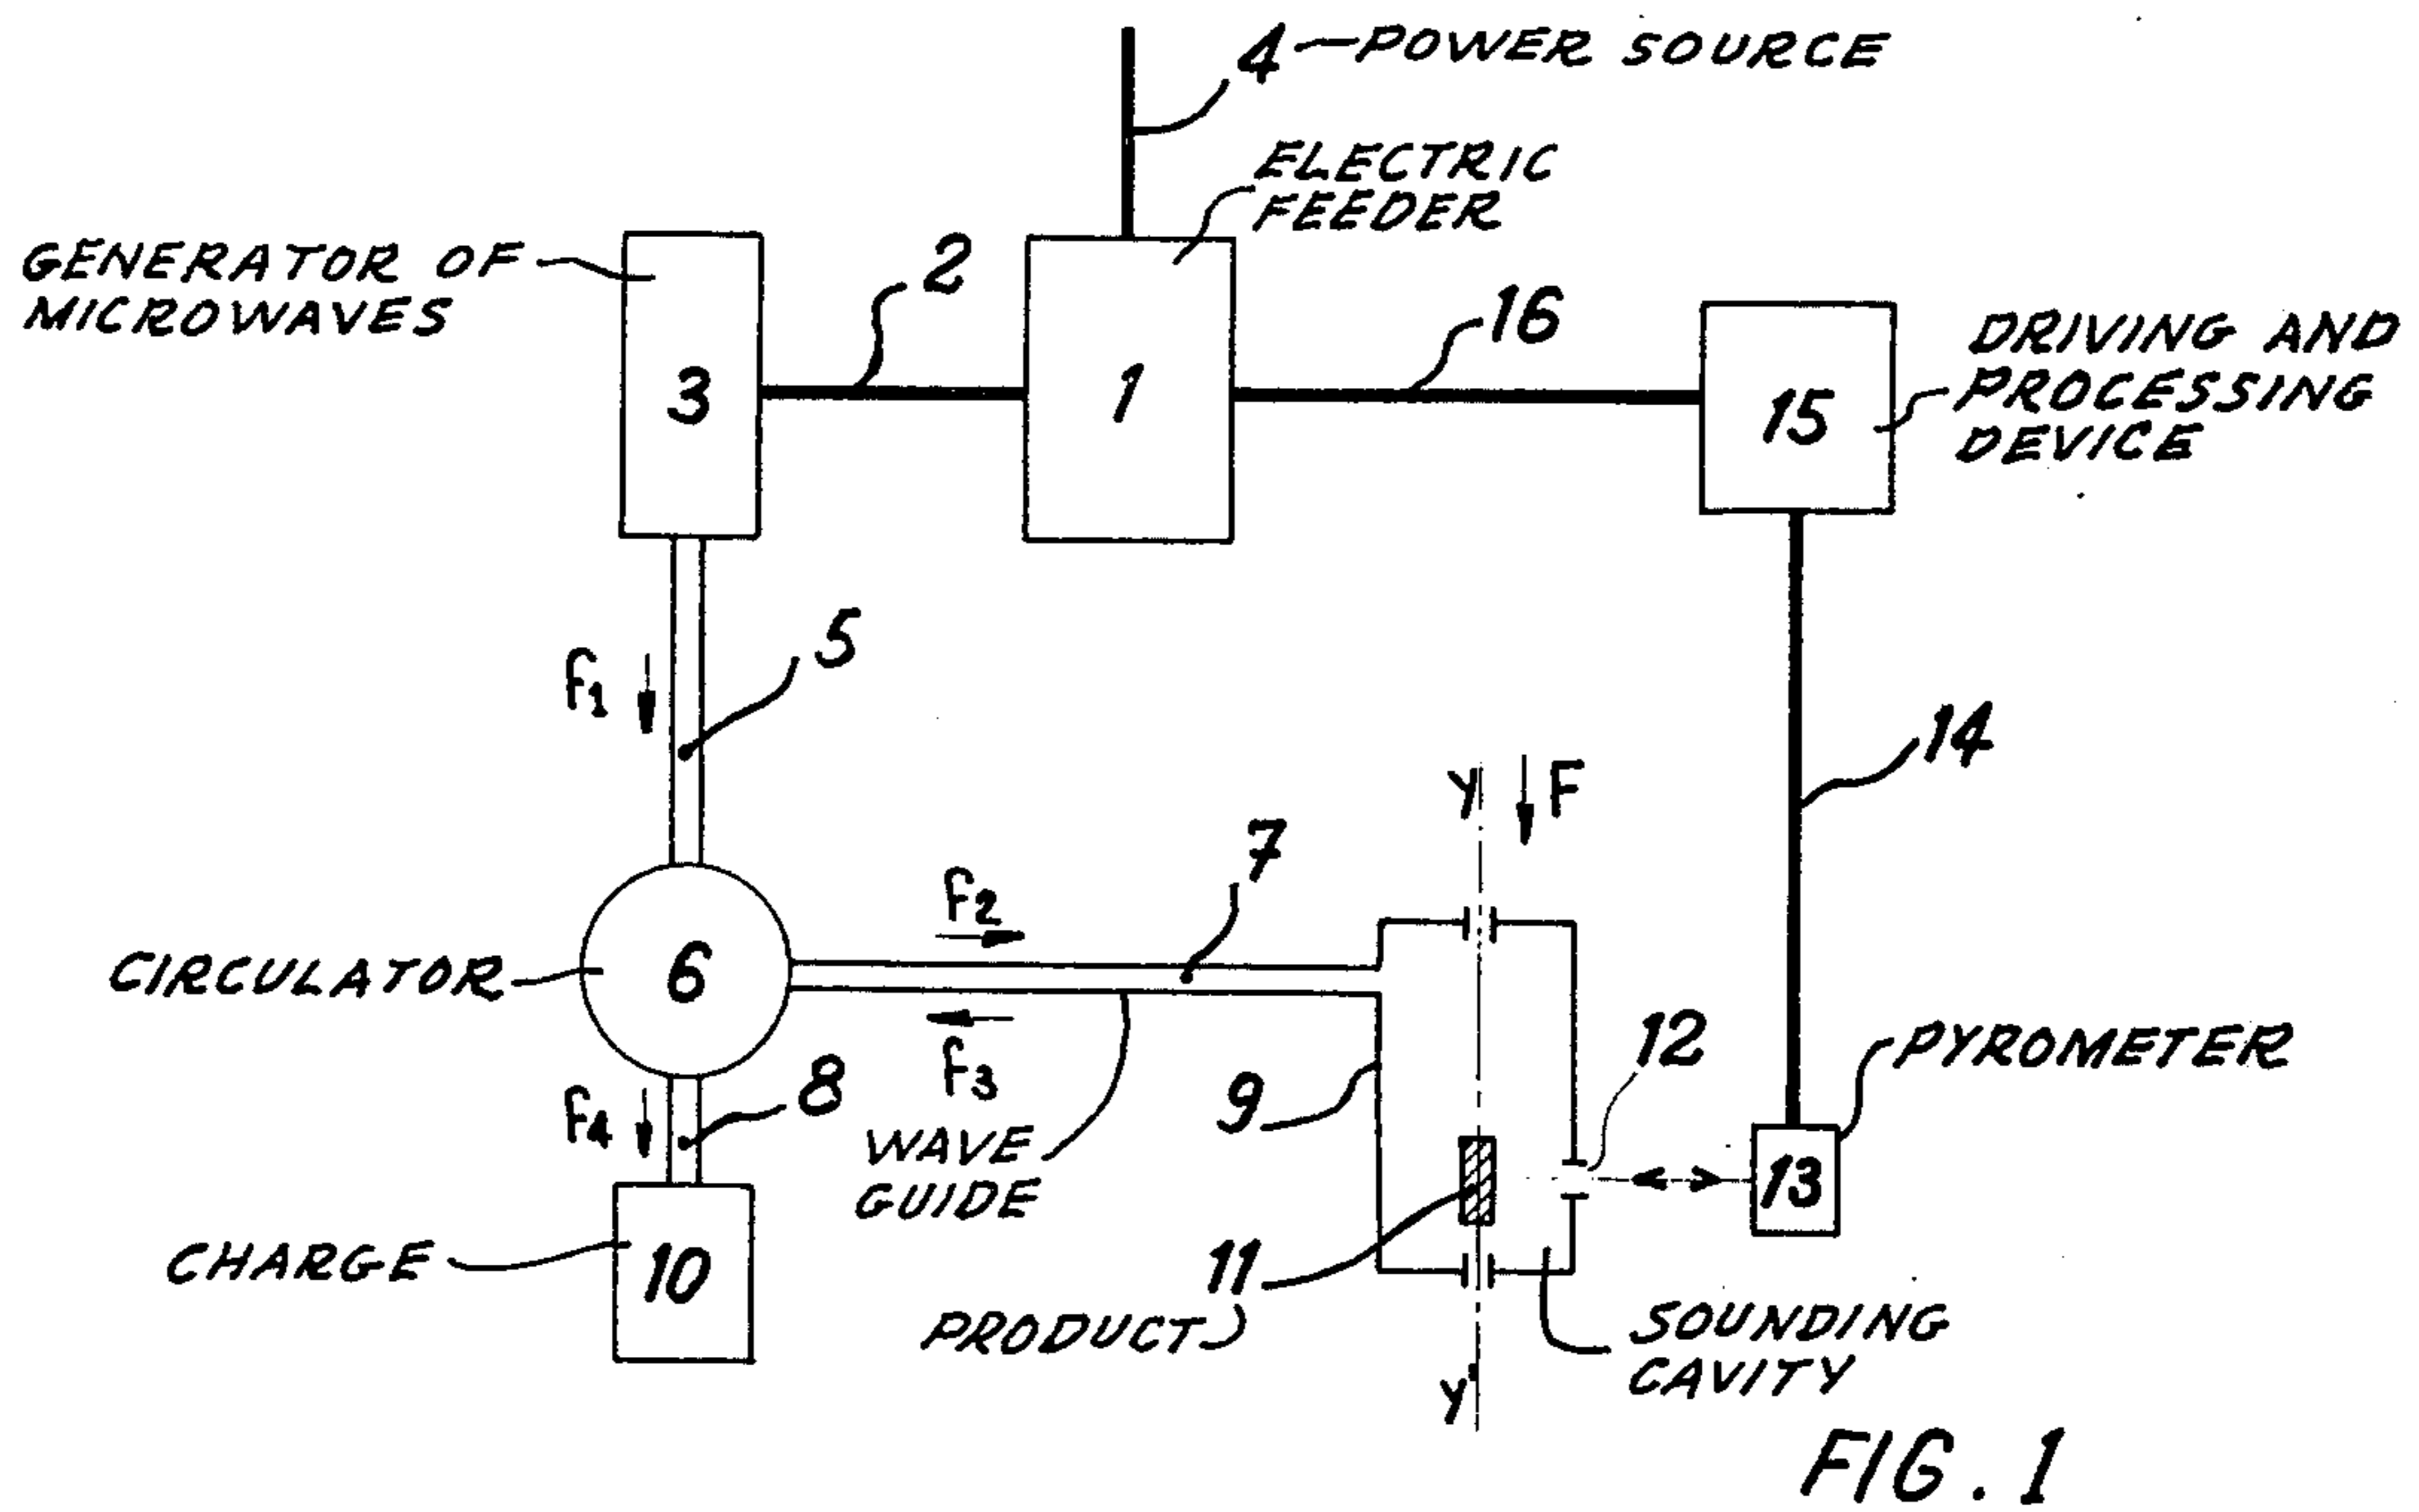 4 POWER SOURCE
ELECTRIC
FEEDER
GENERATOR OF
MICROWAVES
2
16
3
1
15
DRIVING AND
PROCESSING
DEVICE
f1
5
14
Y
F
7
f2
CIRCULATOR
6
f3
12
PYROMETER
9
f4
8
WAVE
GUIDE
13
11
CHARGE
10
PRODUCT
SOUNDING
CAVITY
Y'
FIG. 1